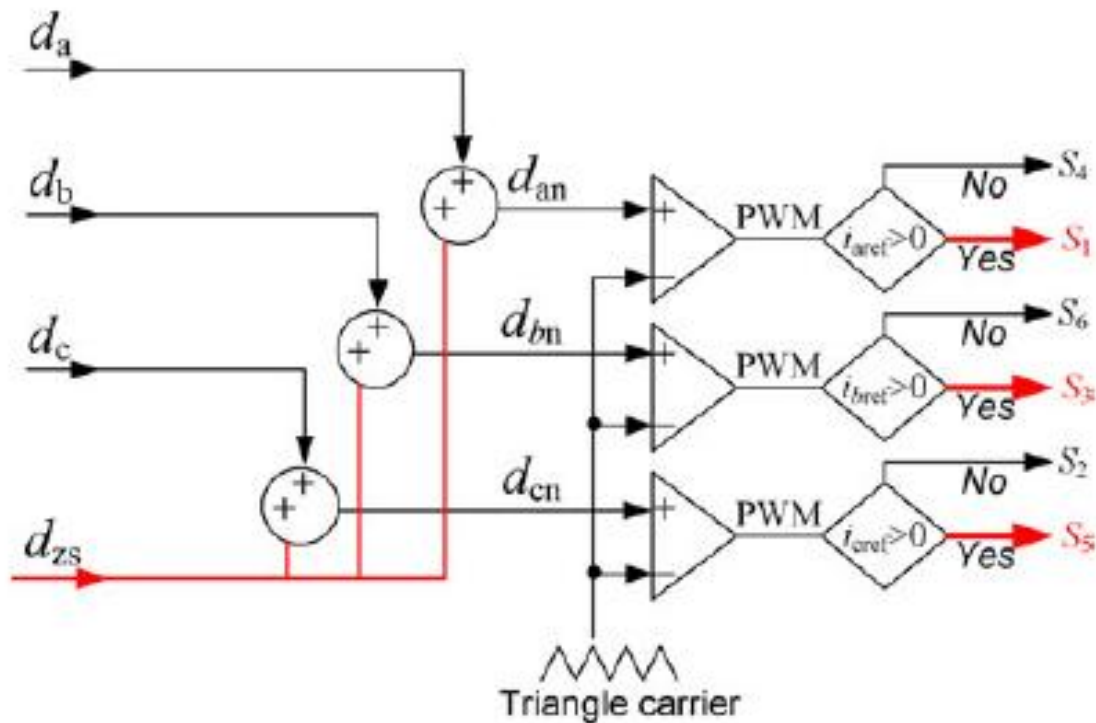 d_a
d_b
d_c
d_zs
+ +
+ +
+ +
d_an
d_bn
d_cn
+
−
+
−
+
−
PWM
PWM
PWM
i_aref>0
No
S_4
Yes
S_1
i_bref>0
No
S_6
Yes
S_3
i_cref>0
No
S_2
Yes
S_5
Triangle carrier